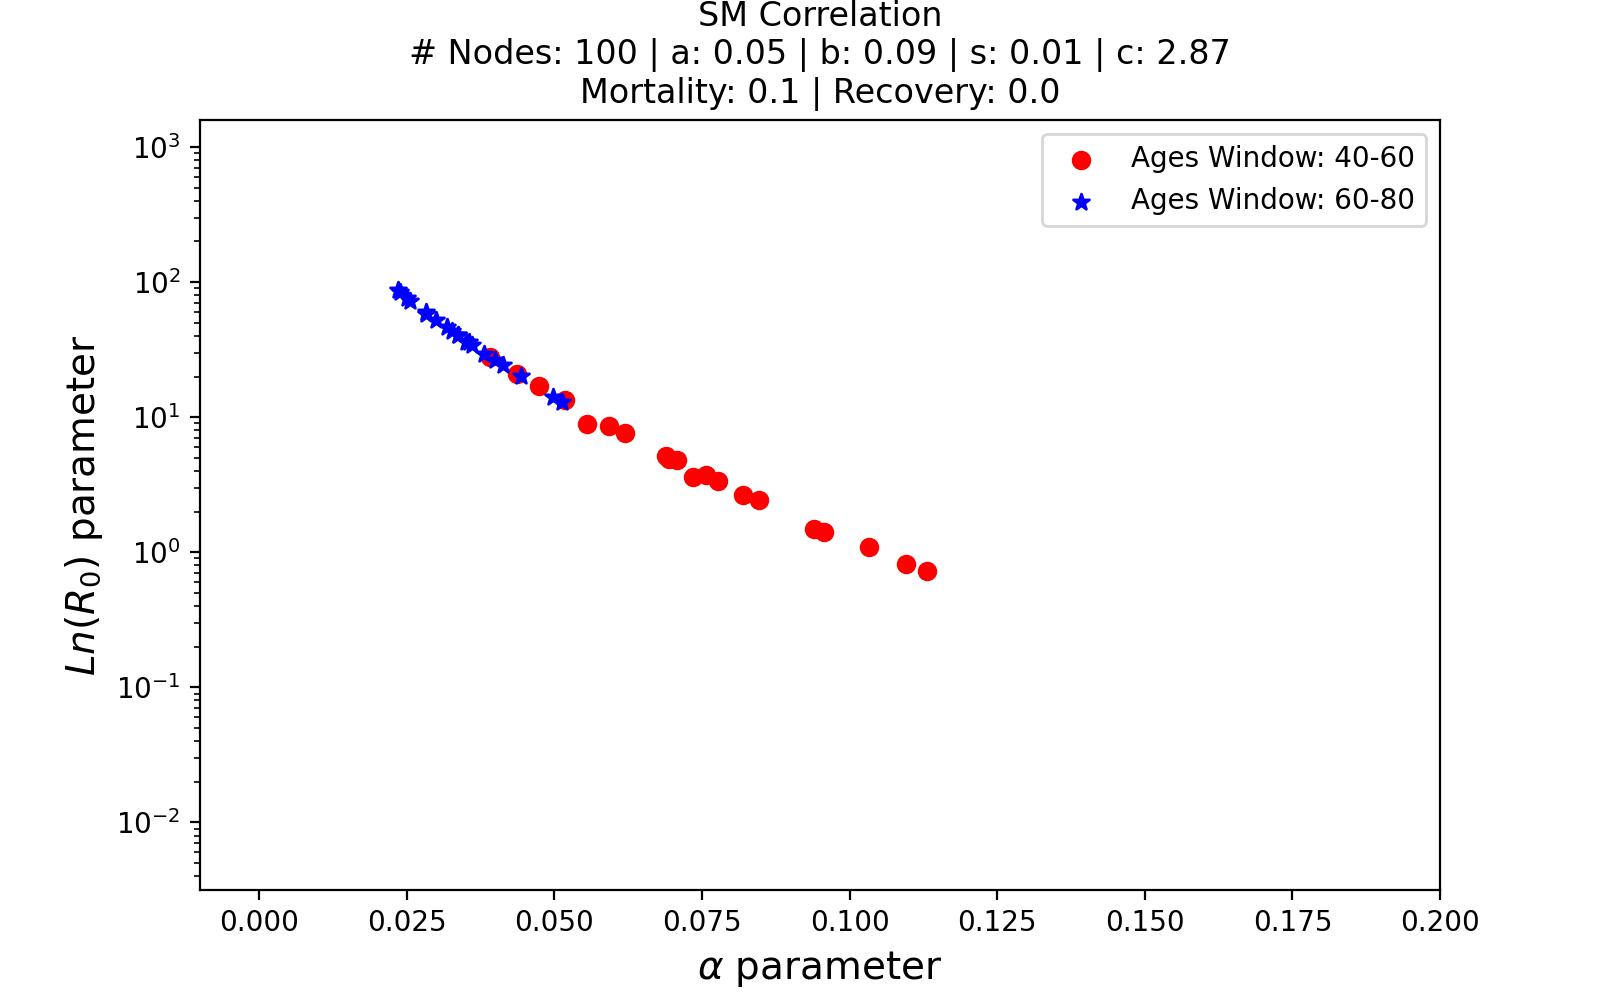 SM Correlation
# Nodes: 100 | a: 0.05 | b: 0.09 | s: 0.01 | c: 2.87
Mortality: 0.1 | Recovery: 0.0
Ages Window: 40-60
Ages Window: 60-80
10³
10²
10¹
10⁰
10⁻¹
10⁻²
Ln(R₀) parameter
0.000 0.025 0.050 0.075 0.100 0.125 0.150 0.175 0.200
α parameter